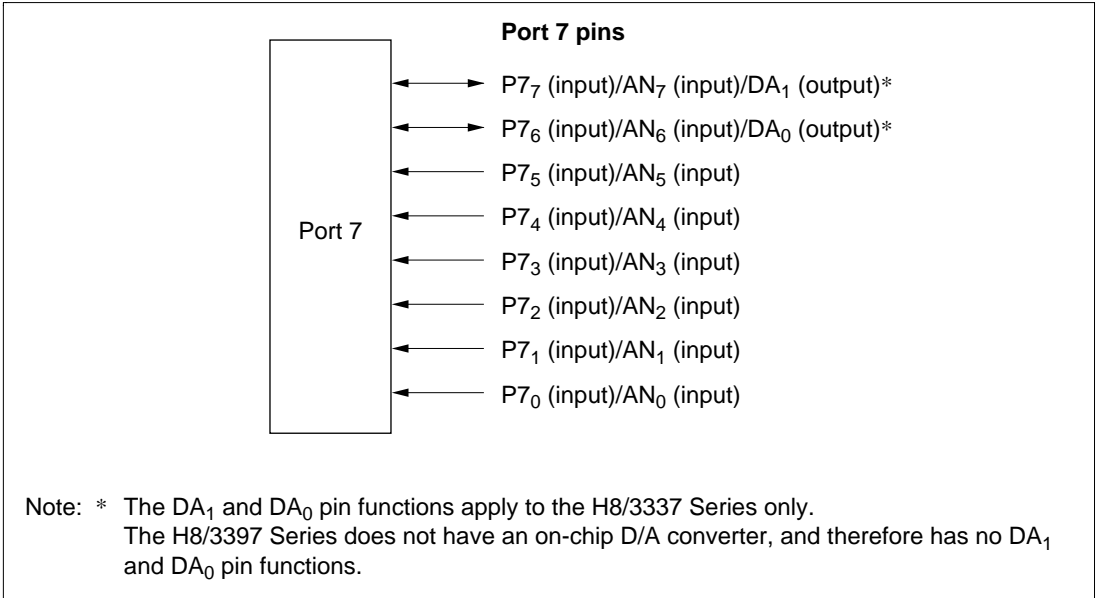 Port 7 pins
P7₇ (input)/AN₇ (input)/DA₁ (output)*
P7₆ (input)/AN₆ (input)/DA₀ (output)*
P7₅ (input)/AN₅ (input)
P7₄ (input)/AN₄ (input)
Port 7
P7₃ (input)/AN₃ (input)
P7₂ (input)/AN₂ (input)
P7₁ (input)/AN₁ (input)
P7₀ (input)/AN₀ (input)
Note: * The DA₁ and DA₀ pin functions apply to the H8/3337 Series only.
The H8/3397 Series does not have an on-chip D/A converter, and therefore has no DA₁
and DA₀ pin functions.